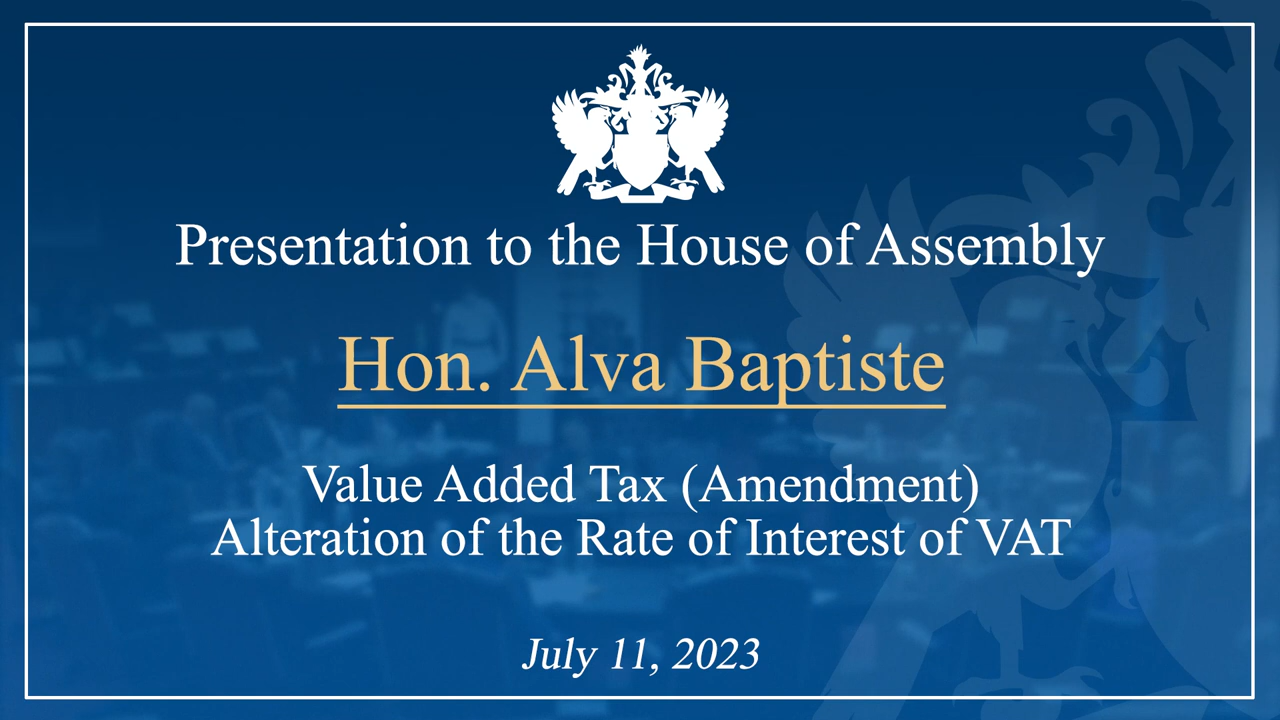 Presentation to the House of Assembly
Hon. Alva Baptiste
Value Added Tax (Amendment)
Alteration of the Rate of Interest of VAT
July 11, 2023